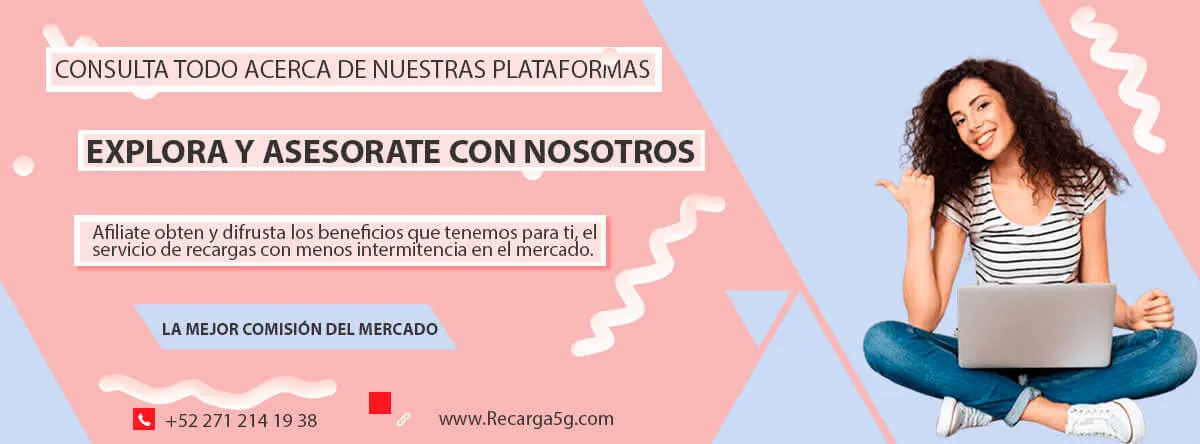 CONSULTA TODO ACERCA DE NUESTRAS PLATAFORMAS
EXPLORA Y ASESORATE CON NOSOTROS
Afiliate obten y difrusta los beneficios que tenemos para ti, el
servicio de recargas con menos intermitencia en el mercado.
LA MEJOR COMISIÓN DEL MERCADO
+52 271 214 19 38
www.Recarga5g.com